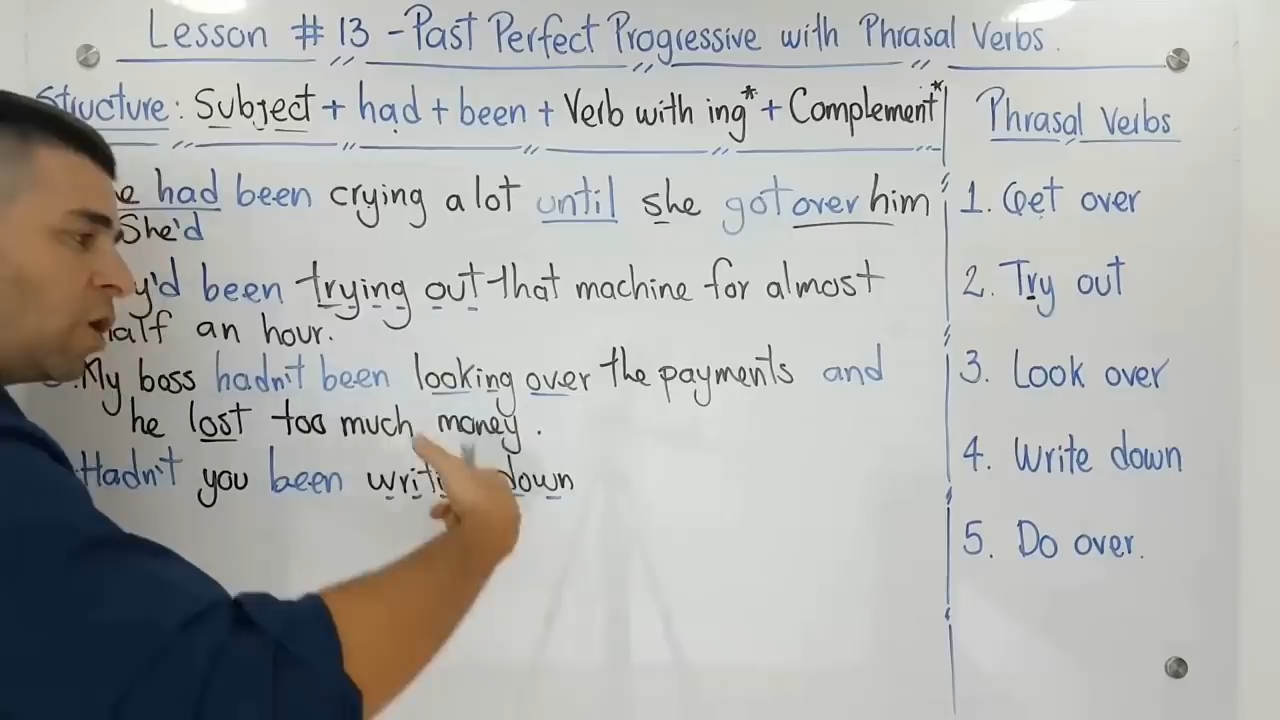 Lesson # 13 - Past Perfect Progressive with Phrasal Verbs.
Structure: Subject + had + been + Verb with ing* + Complement*
Phrasal Verbs
had been crying a lot until she got over him
She'd
been trying out that machine for almost
half an hour.
My boss hadn't been looking over the payments and
he lost too much money.
Hadn't you been down
1. Get over
2. Try out
3. Look over
4. Write down
5. Do over.